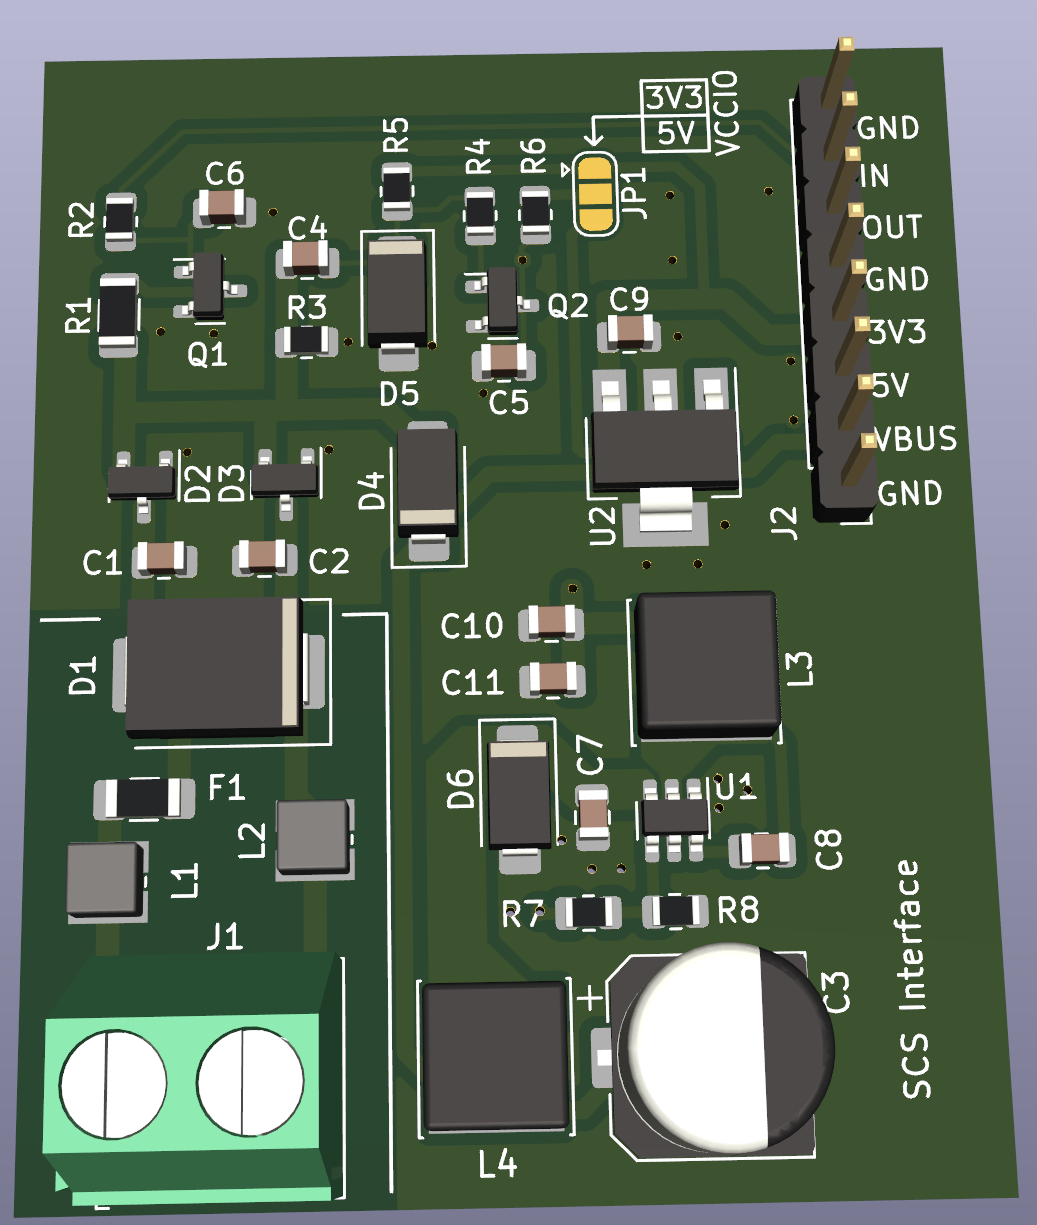 3V3
5V
VCCIO
R5
R4
R6
JP1
GND
IN
OUT
GND
3V3
5V
VBUS
GND
J2
C6
R2
C4
R1
R3
Q1
Q2
C9
D5
C5
D2
D3
D4
U2
C1
C2
C10
C11
L3
D1
F1
L2
L1
D6
C7
U1
C8
R7
R8
J1
C3
+
L4
SCS Interface